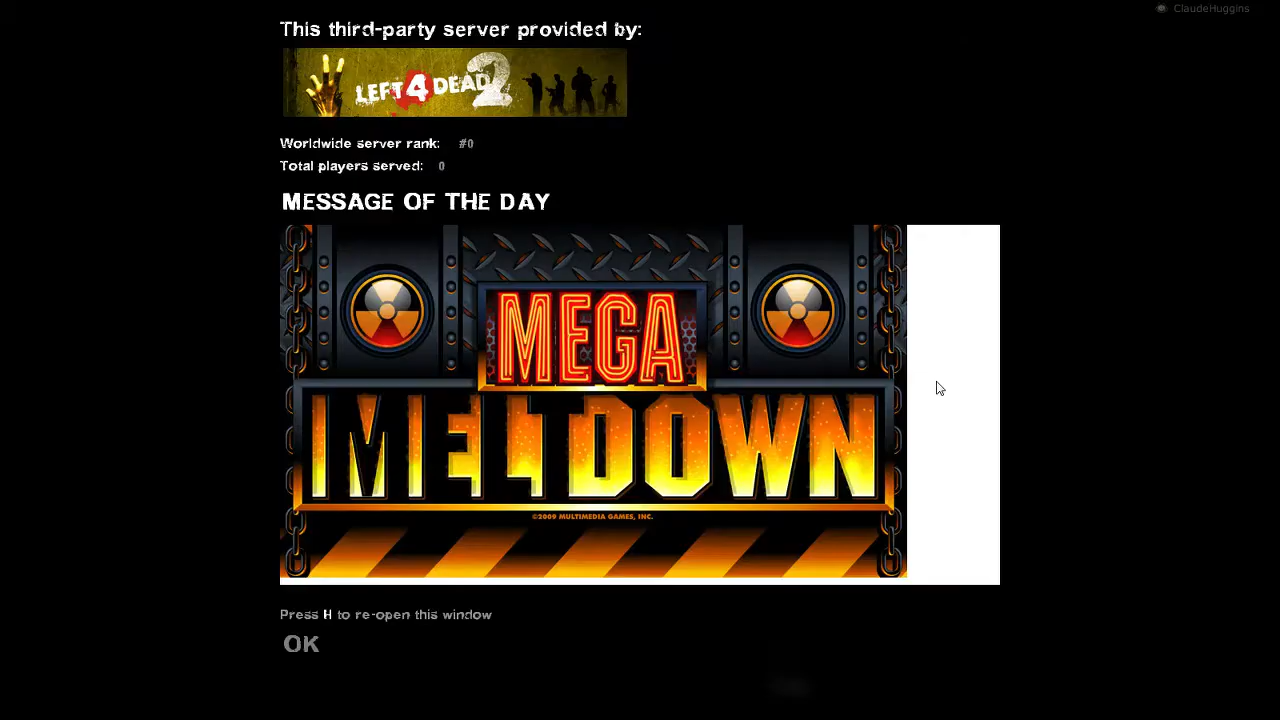 ClaudeHuggins
This third-party server provided by:
LEFT 4 DEAD 2
Worldwide server rank: #0
Total players served: 0
MESSAGE OF THE DAY
MEGA
MELTDOWN
©2009 MULTIMEDIA GAMES, INC.
Press H to re-open this window
OK